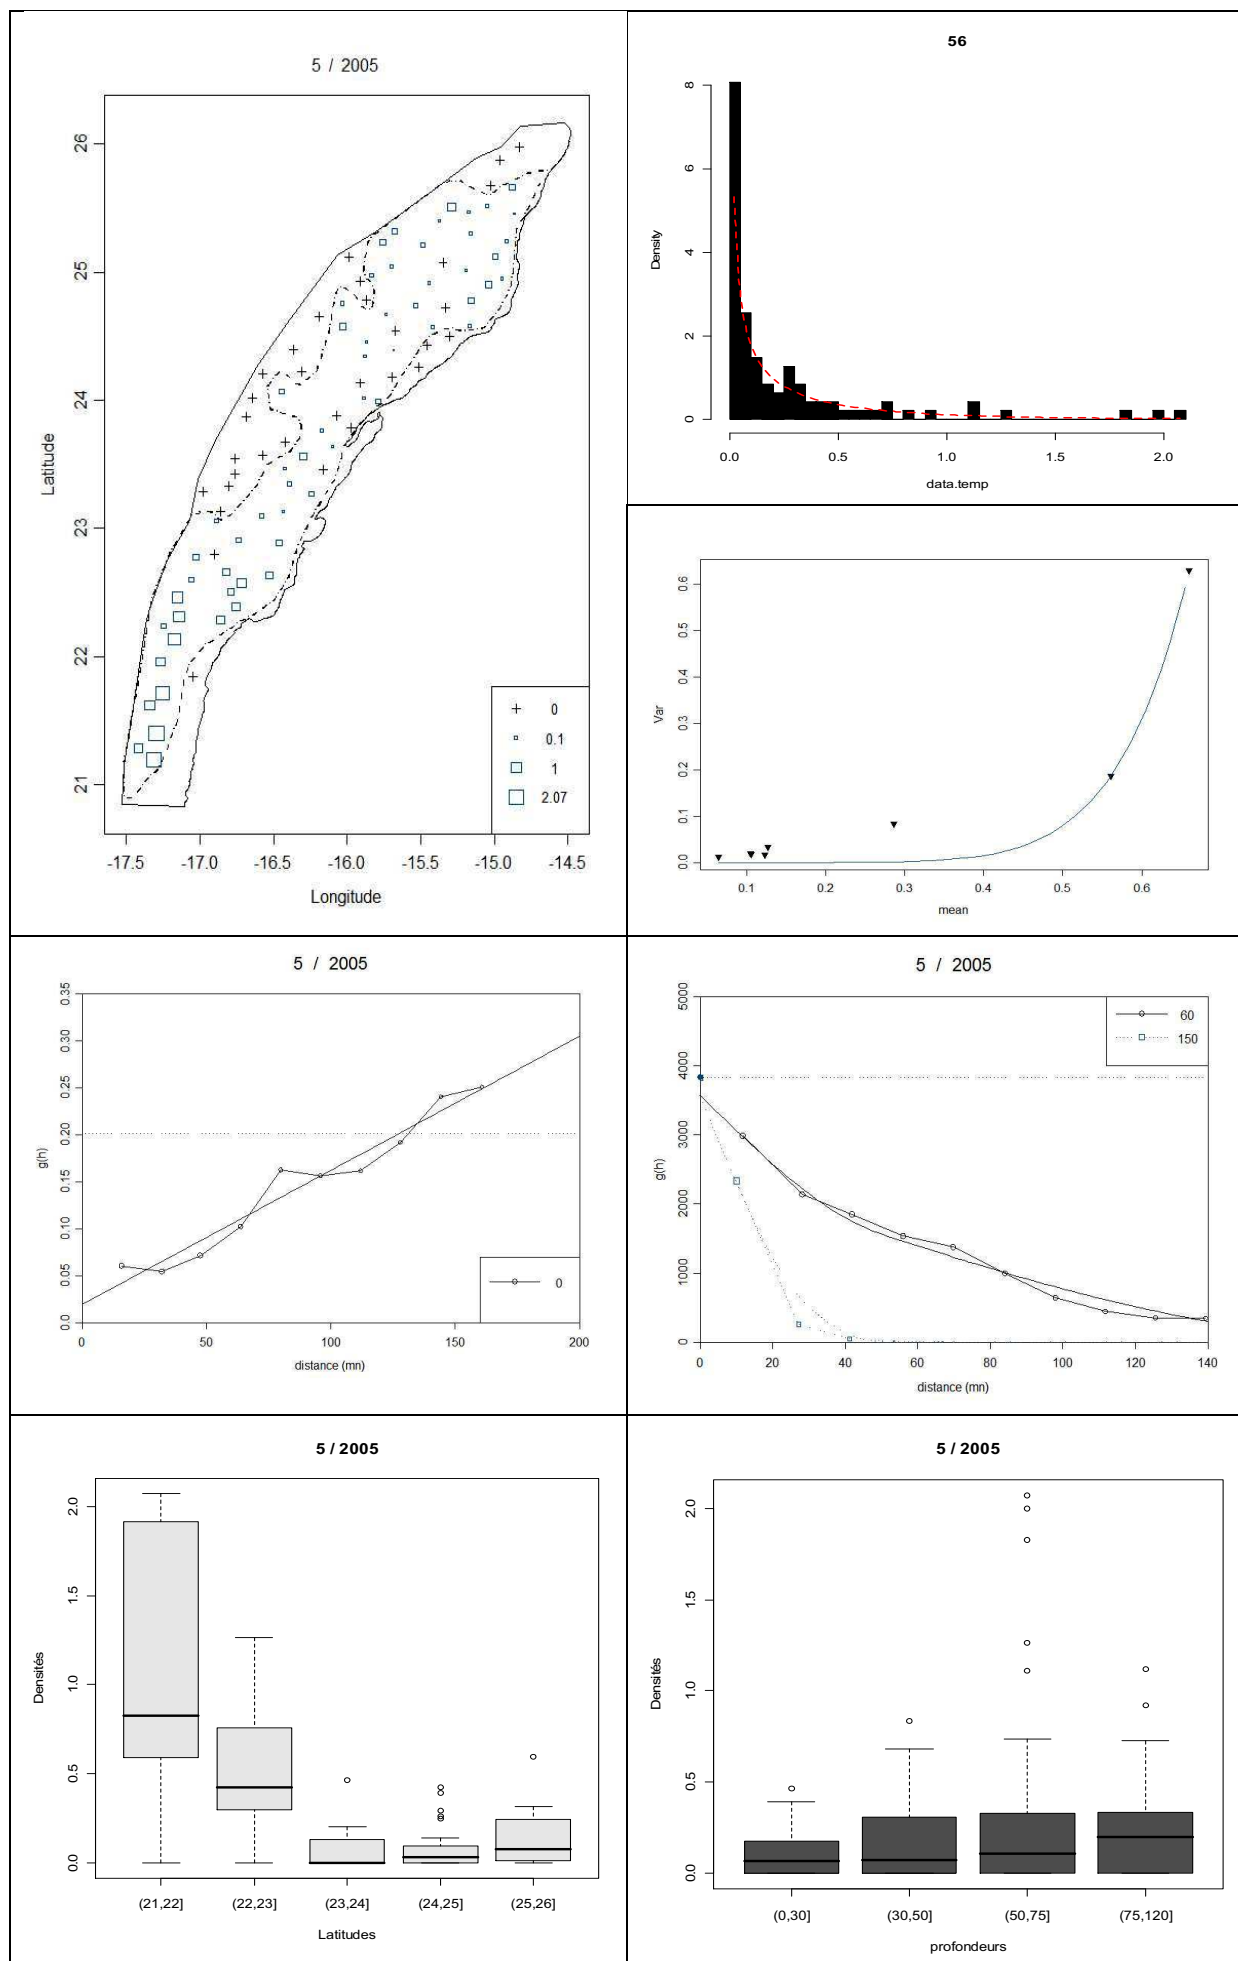 5 / 2005
26
25
24
23
22
21
Latitude
0
0.1
1
2.07
-17.5 -17.0 -16.5 -16.0 -15.5 -15.0 -14.5
Longitude
56
8
6
4
2
0
Density
0.0 0.5 1.0 1.5 2.0
data.temp
0.6
0.5
0.4
0.3
0.2
0.1
0.0
Var
0.1 0.2 0.3 0.4 0.5 0.6
mean
5 / 2005
0.35
0.30
0.25
0.20
0.15
0.10
0.05
0.0
g(h)
0
0 50 100 150 200
distance (mn)
5 / 2005
5000
4000
3000
2000
1000
0
g(h)
60
150
0 20 40 60 80 100 120 140
distance (mn)
5 / 2005
2.0
1.5
1.0
0.5
0.0
Densités
(21,22] (22,23] (23,24] (24,25] (25,26]
Latitudes
5 / 2005
2.0
1.5
1.0
0.5
0.0
Densités
(0,30] (30,50] (50,75] (75,120]
profondeurs